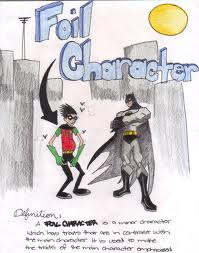 Foil
Character
Definition:
A FOIL CHARACTER is a minor character
which has traits that are in contrast with
the main character. It is used to make
the traits of the main character emphasized.